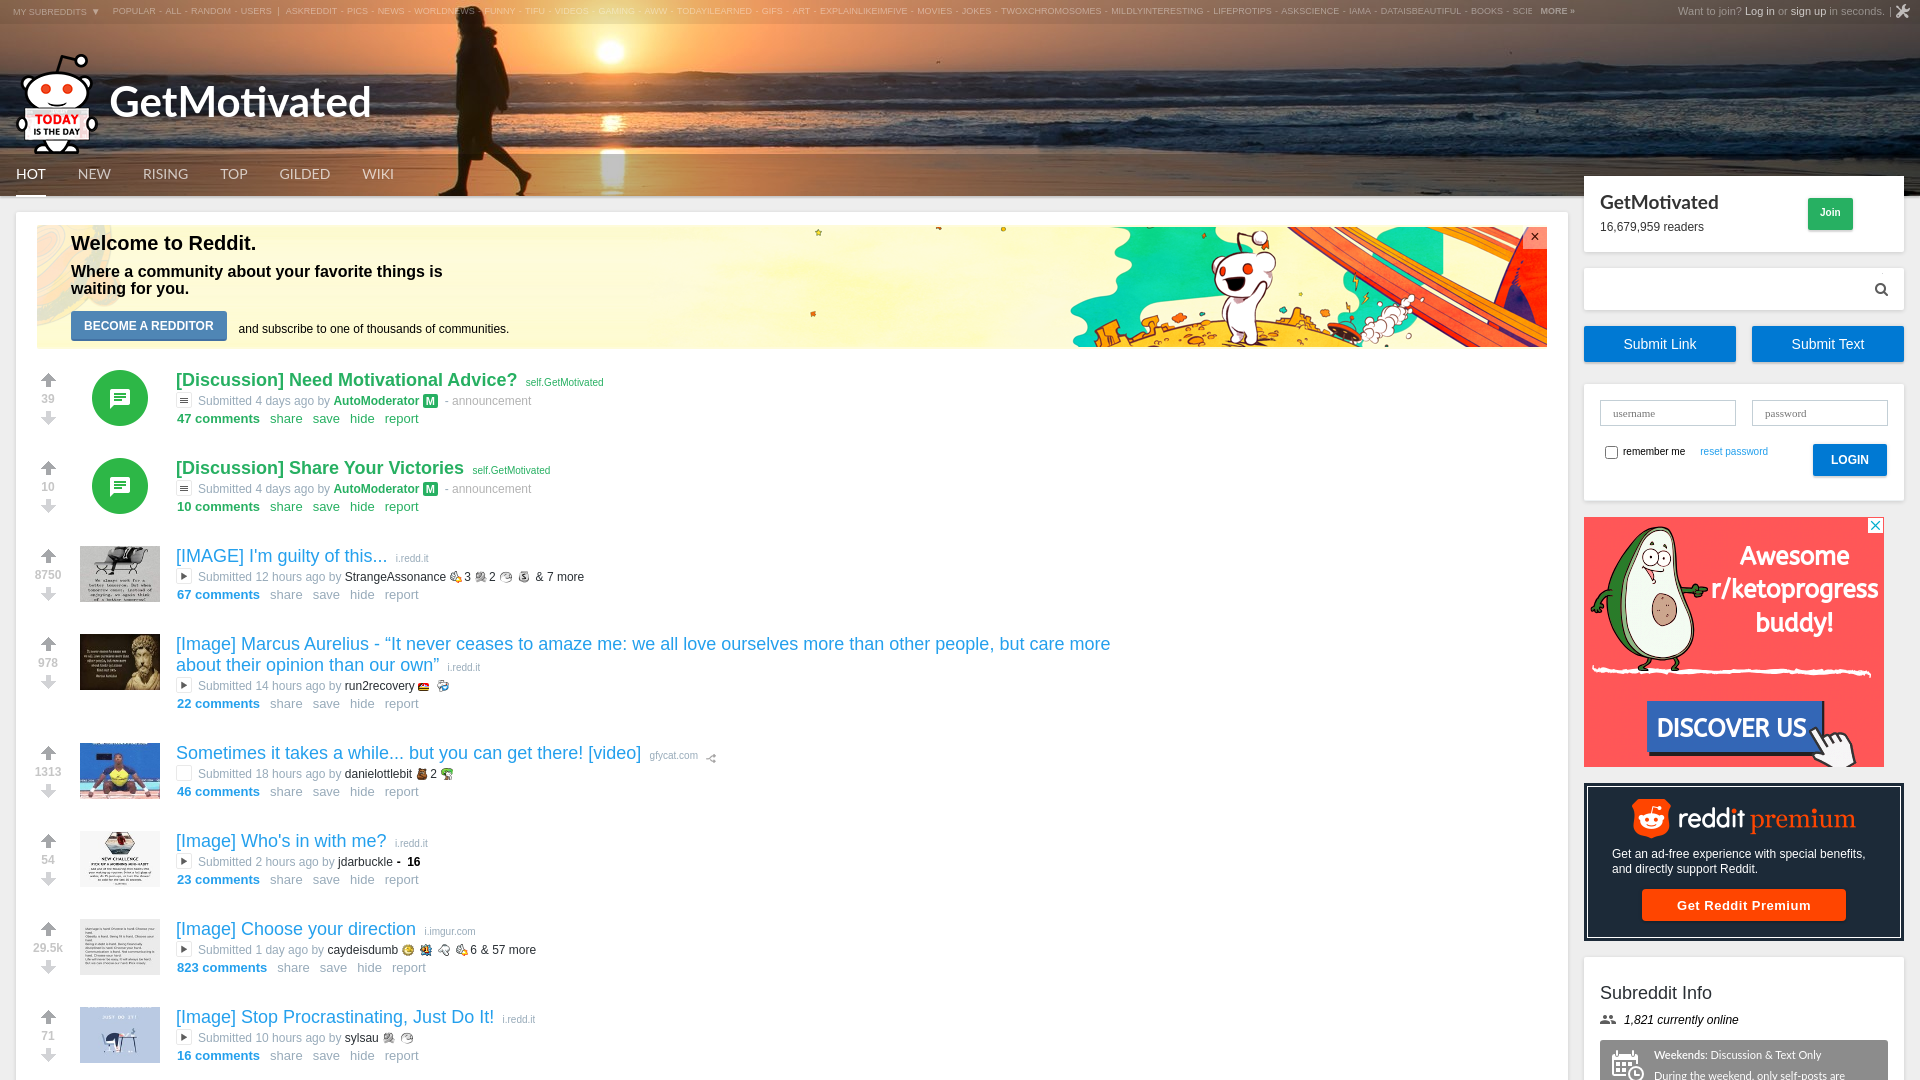 MY SUBREDDITS ▼ POPULAR - ALL - RANDOM - USERS | ASKREDDIT - PICS - NEWS - WORLDNEWS - FUNNY - TIFU - VIDEOS - GAMING - AWW - TODAYILEARNED - GIFS - ART - EXPLAINLIKEIMFIVE - MOVIES - JOKES - TWOXCHROMOSOMES - MILDLYINTERESTING - LIFEPROTIPS - ASKSCIENCE - IAMA - DATAISBEAUTIFUL - BOOKS - SCIE MORE »
Want to join? Log in or sign up in seconds. |
TODAY
IS THE DAY
GetMotivated
HOT NEW RISING TOP GILDED WIKI
Welcome to Reddit.
Where a community about your favorite things is
waiting for you.
BECOME A REDDITOR and subscribe to one of thousands of communities.
×
39
[Discussion] Need Motivational Advice? self.GetMotivated
Submitted 4 days ago by AutoModerator M - announcement
47 comments share save hide report
10
[Discussion] Share Your Victories self.GetMotivated
Submitted 4 days ago by AutoModerator M - announcement
10 comments share save hide report
8750
[IMAGE] I'm guilty of this... i.redd.it
Submitted 12 hours ago by StrangeAssonance 3 2 & 7 more
67 comments share save hide report
978
[Image] Marcus Aurelius - “It never ceases to amaze me: we all love ourselves more than other people, but care more
about their opinion than our own” i.redd.it
Submitted 14 hours ago by run2recovery
22 comments share save hide report
1313
Sometimes it takes a while... but you can get there! [video] gfycat.com
Submitted 18 hours ago by danielottlebit 2
46 comments share save hide report
54
NEW CHALLENGE
[Image] Who's in with me? i.redd.it
Submitted 2 hours ago by jdarbuckle - 16
23 comments share save hide report
29.5k
[Image] Choose your direction i.imgur.com
Submitted 1 day ago by caydeisdumb 6 & 57 more
823 comments share save hide report
71
JUST DO IT!
[Image] Stop Procrastinating, Just Do It! i.redd.it
Submitted 10 hours ago by sylsau
16 comments share save hide report
GetMotivated
16,679,959 readers
Join
Submit Link Submit Text
username password
remember me reset password LOGIN
Awesome
r/ketoprogress
buddy!
DISCOVER US
reddit premium
Get an ad-free experience with special benefits,
and directly support Reddit.
Get Reddit Premium
Subreddit Info
1,821 currently online
Weekends: Discussion & Text Only
During the weekend, only self-posts are